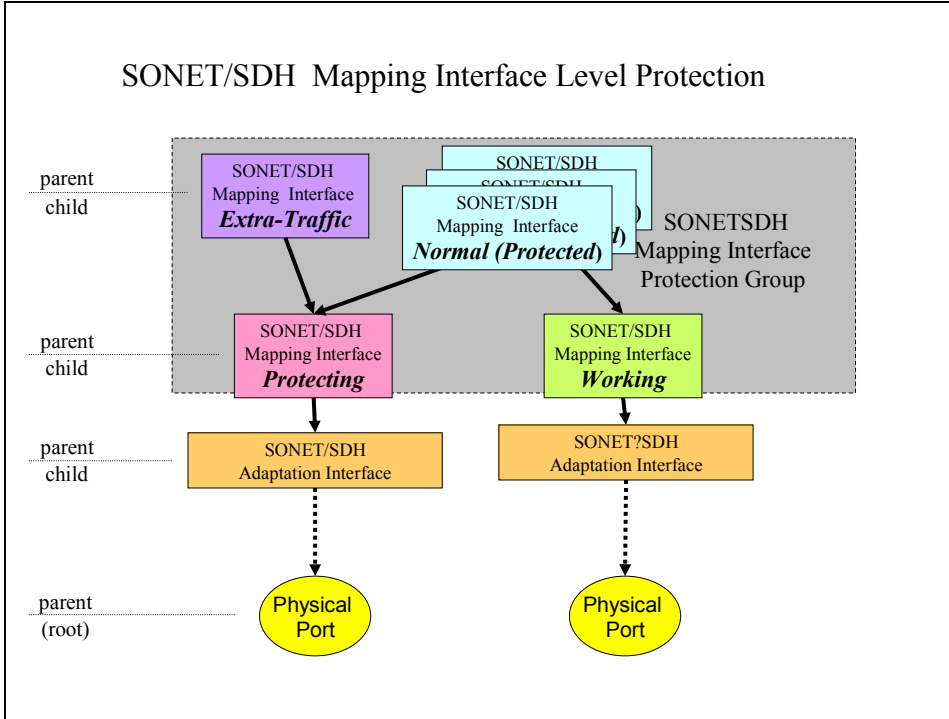 SONET/SDH Mapping Interface Level Protection
parent
child
SONET/SDH
Mapping Interface
Extra-Traffic
SONET/SDH
SONET/SDH
)
d)
SONET/SDH
Mapping Interface
Normal (Protected)
SONETSDH
Mapping Interface
Protection Group
parent
child
SONET/SDH
Mapping Interface
Protecting
SONET/SDH
Mapping Interface
Working
parent
child
SONET/SDH
Adaptation Interface
SONET?SDH
Adaptation Interface
parent
(root)
Physical
Port
Physical
Port